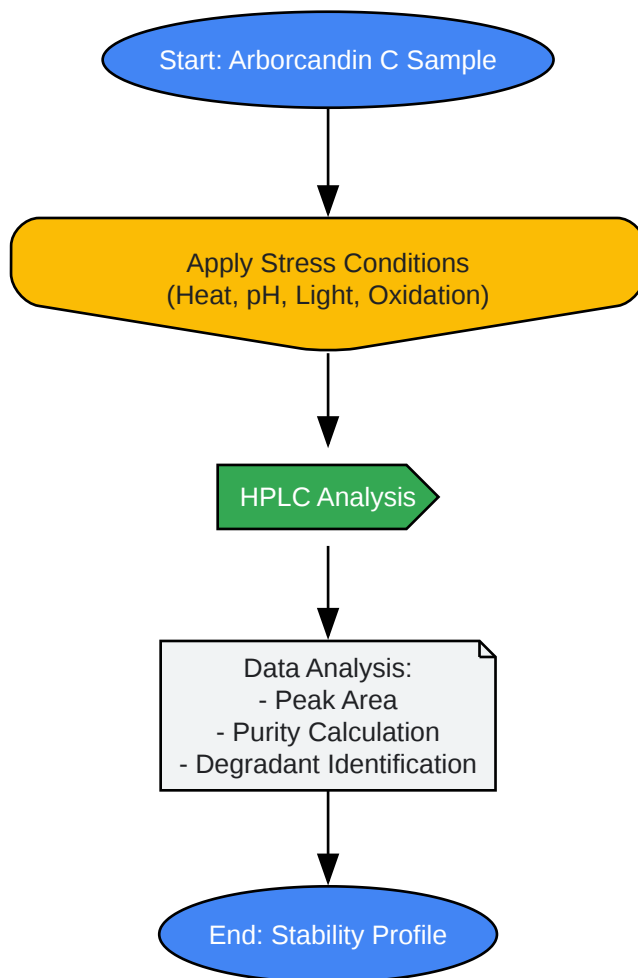 Start: Arborcandin C Sample
Apply Stress Conditions
(Heat, pH, Light, Oxidation)
HPLC Analysis
Data Analysis:
- Peak Area
- Purity Calculation
- Degradant Identification
End: Stability Profile